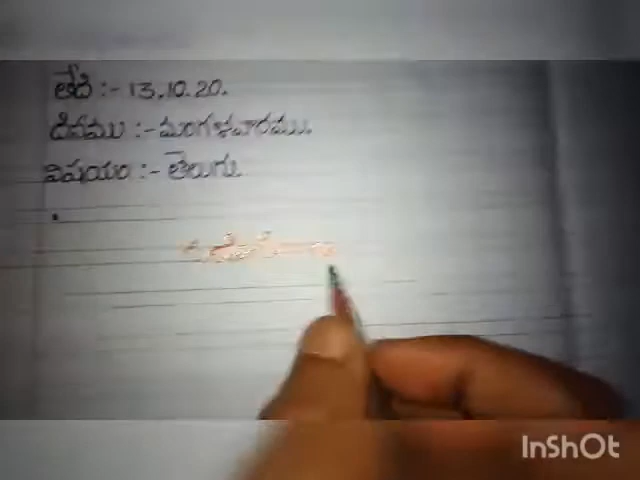 తేది :- 13.10.20.
దినము :- మంగళవారము.
విషయం :- తెలుగు
InShOt